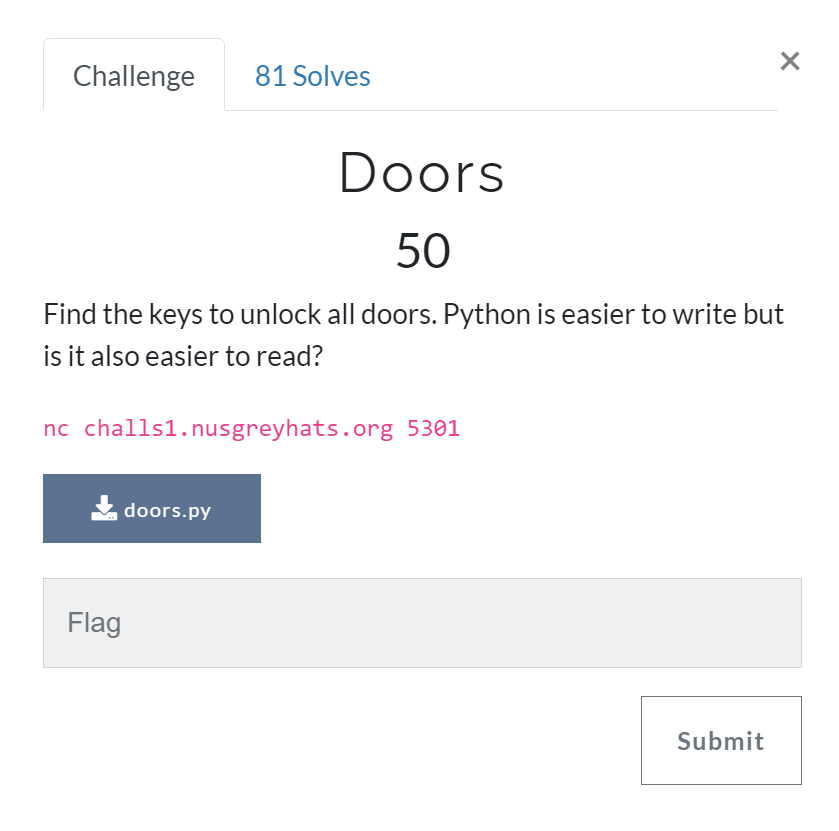 Challenge
81 Solves
×
Doors
50
Find the keys to unlock all doors. Python is easier to write but
is it also easier to read?
nc challs1.nusgreyhats.org 5301
doors.py
Flag
Submit